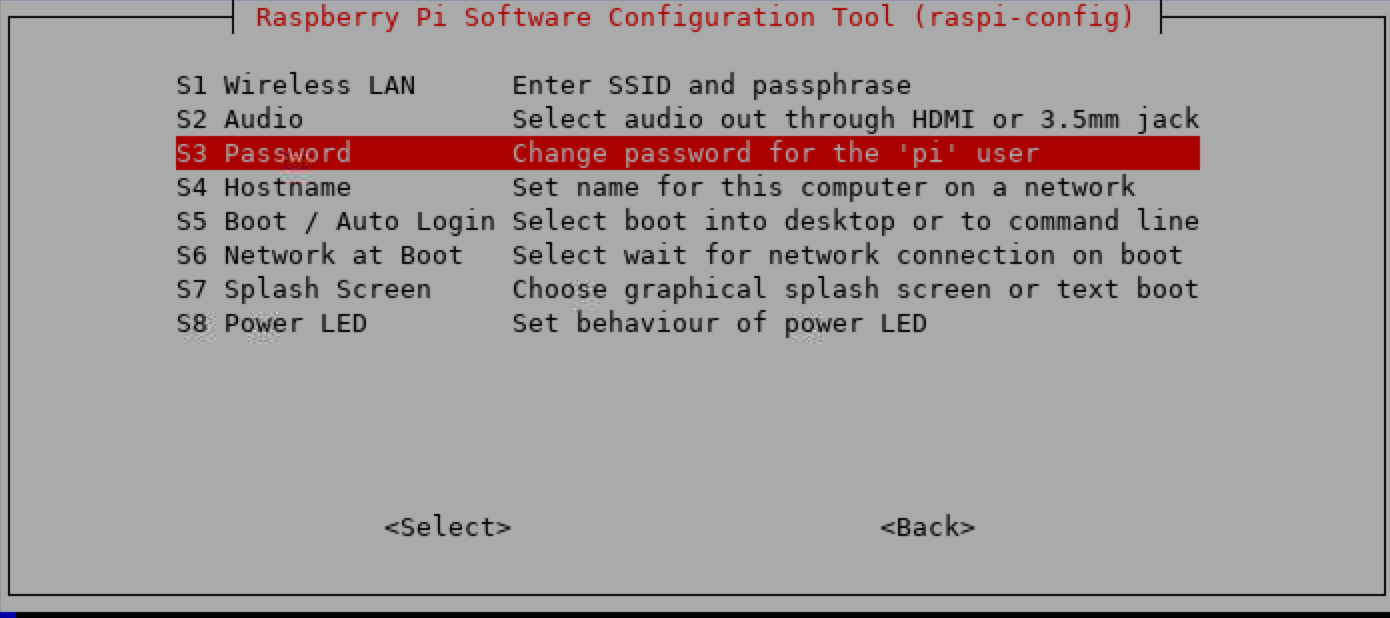 Raspberry Pi Software Configuration Tool (raspi-config)
S1 Wireless LAN Enter SSID and passphrase
S2 Audio Select audio out through HDMI or 3.5mm jack
S3 Password Change password for the 'pi' user
S4 Hostname Set name for this computer on a network
S5 Boot / Auto Login Select boot into desktop or to command line
S6 Network at Boot Select wait for network connection on boot
S7 Splash Screen Choose graphical splash screen or text boot
S8 Power LED Set behaviour of power LED
<Select> <Back>